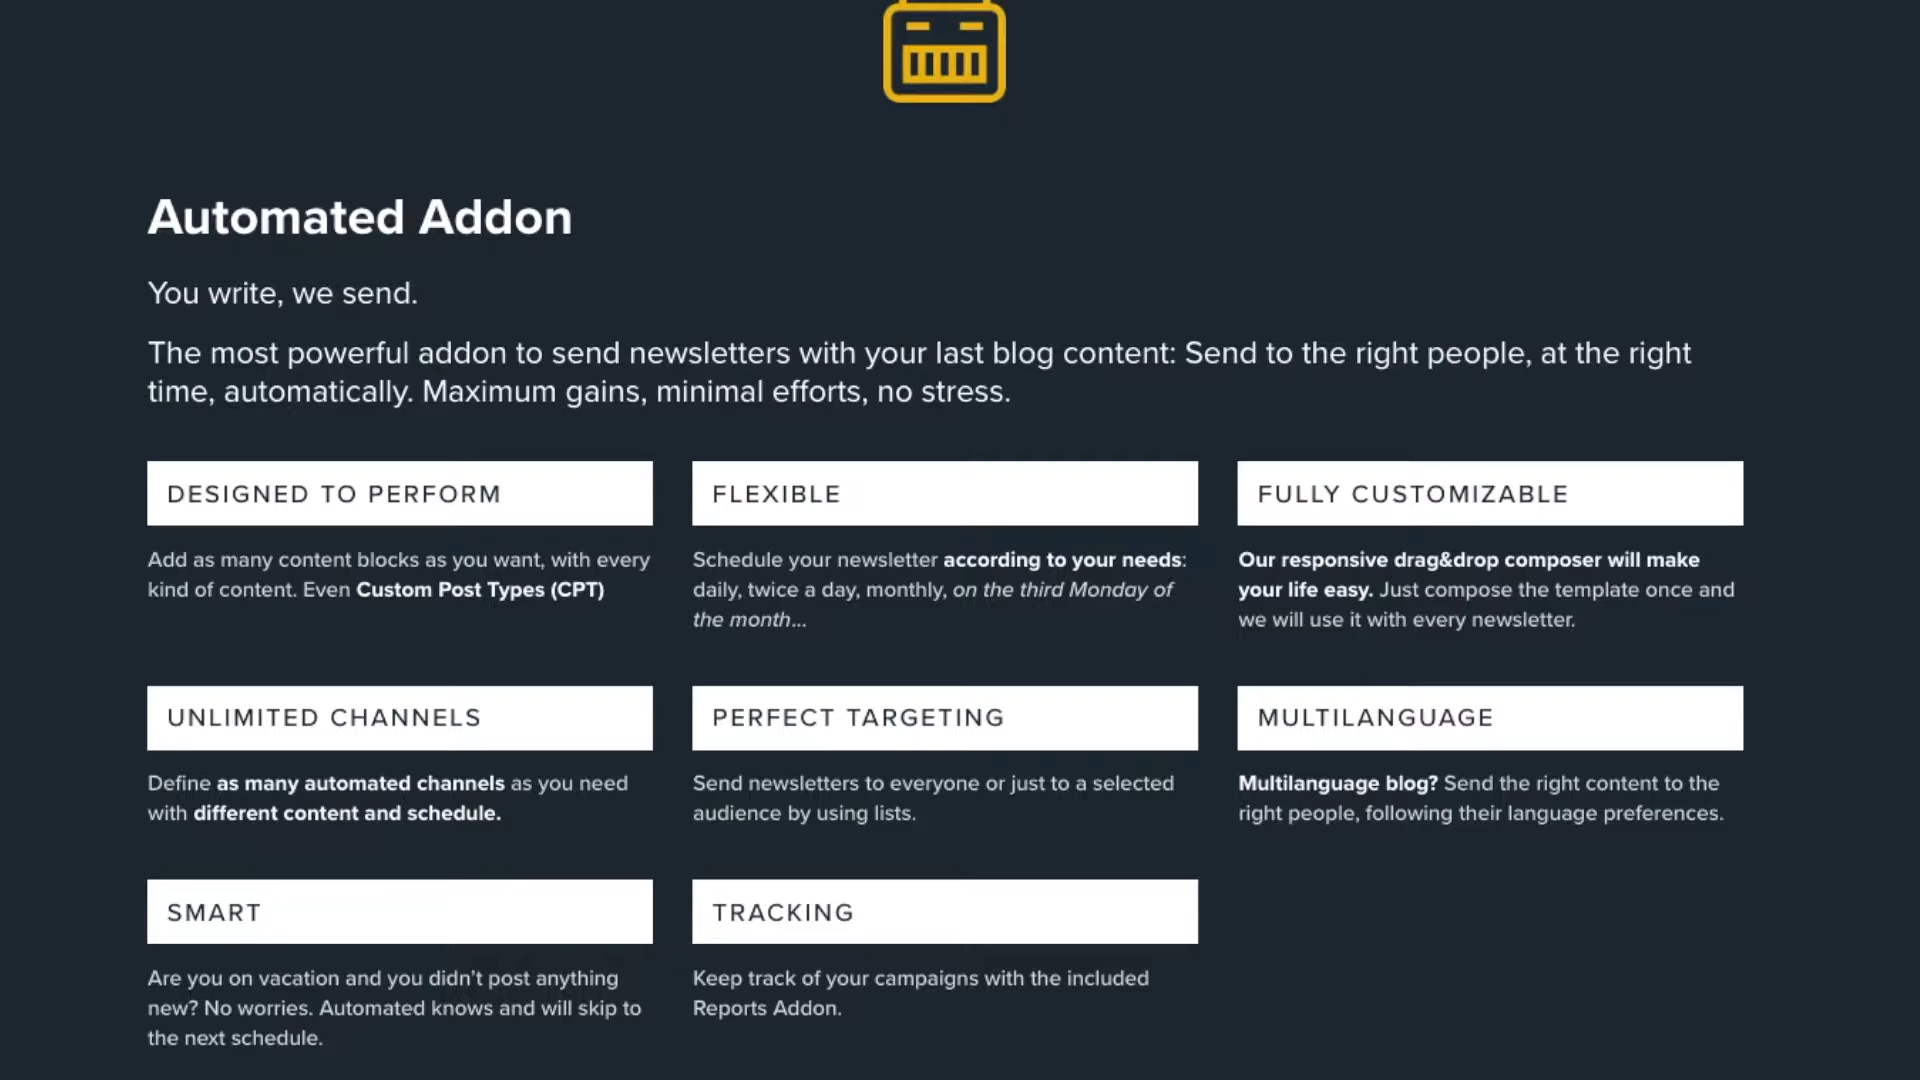 Automated Addon
You write, we send.
The most powerful addon to send newsletters with your last blog content: Send to the right people, at the right
time, automatically. Maximum gains, minimal efforts, no stress.
DESIGNED TO PERFORM
Add as many content blocks as you want, with every
kind of content. Even Custom Post Types (CPT)
FLEXIBLE
Schedule your newsletter according to your needs:
daily, twice a day, monthly, on the third Monday of
the month...
FULLY CUSTOMIZABLE
Our responsive drag&drop composer will make
your life easy. Just compose the template once and
we will use it with every newsletter.
UNLIMITED CHANNELS
Define as many automated channels as you need
with different content and schedule.
PERFECT TARGETING
Send newsletters to everyone or just to a selected
audience by using lists.
MULTILANGUAGE
Multilanguage blog? Send the right content to the
right people, following their language preferences.
SMART
Are you on vacation and you didn't post anything
new? No worries. Automated knows and will skip to
the next schedule.
TRACKING
Keep track of your campaigns with the included
Reports Addon.